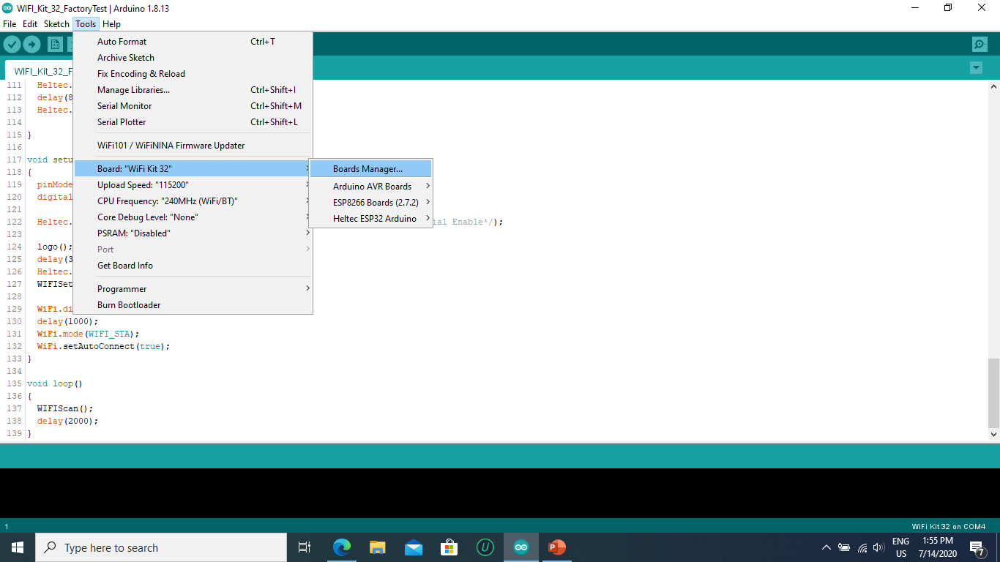 WIFI_Kit_32_FactoryTest | Arduino 1.8.13
File Edit Sketch Tools Help
WIFI_Kit_32_F
Auto Format Ctrl+T
Archive Sketch
Fix Encoding & Reload
Manage Libraries... Ctrl+Shift+I
Serial Monitor Ctrl+Shift+M
Serial Plotter Ctrl+Shift+L
WiFi101 / WiFiNINA Firmware Updater
Board: "WiFi Kit 32"
Upload Speed: "115200"
CPU Frequency: "240MHz (WiFi/BT)"
Core Debug Level: "None"
PSRAM: "Disabled"
Port
Get Board Info
Programmer
Burn Bootloader
Boards Manager...
Arduino AVR Boards
ESP8266 Boards (2.7.2)
Heltec ESP32 Arduino
111 Heltec.
112 delay(8
113 Heltec.
114
115 }
116
117 void setu
118 {
119 pinMode
120 digital
121
122 Heltec. ial Enable*/);
123
124 logo();
125 delay(3
126 Heltec.
127 WIFISet
128
129 WiFi.di
130 delay(1000);
131 WiFi.mode(WIFI_STA);
132 WiFi.setAutoConnect(true);
133 }
134
135 void loop()
136 {
137 WIFIScan();
138 delay(2000);
139 }
1 WiFi Kit 32 on COM4
Type here to search
ENG
US
1:55 PM
7/14/2020
7